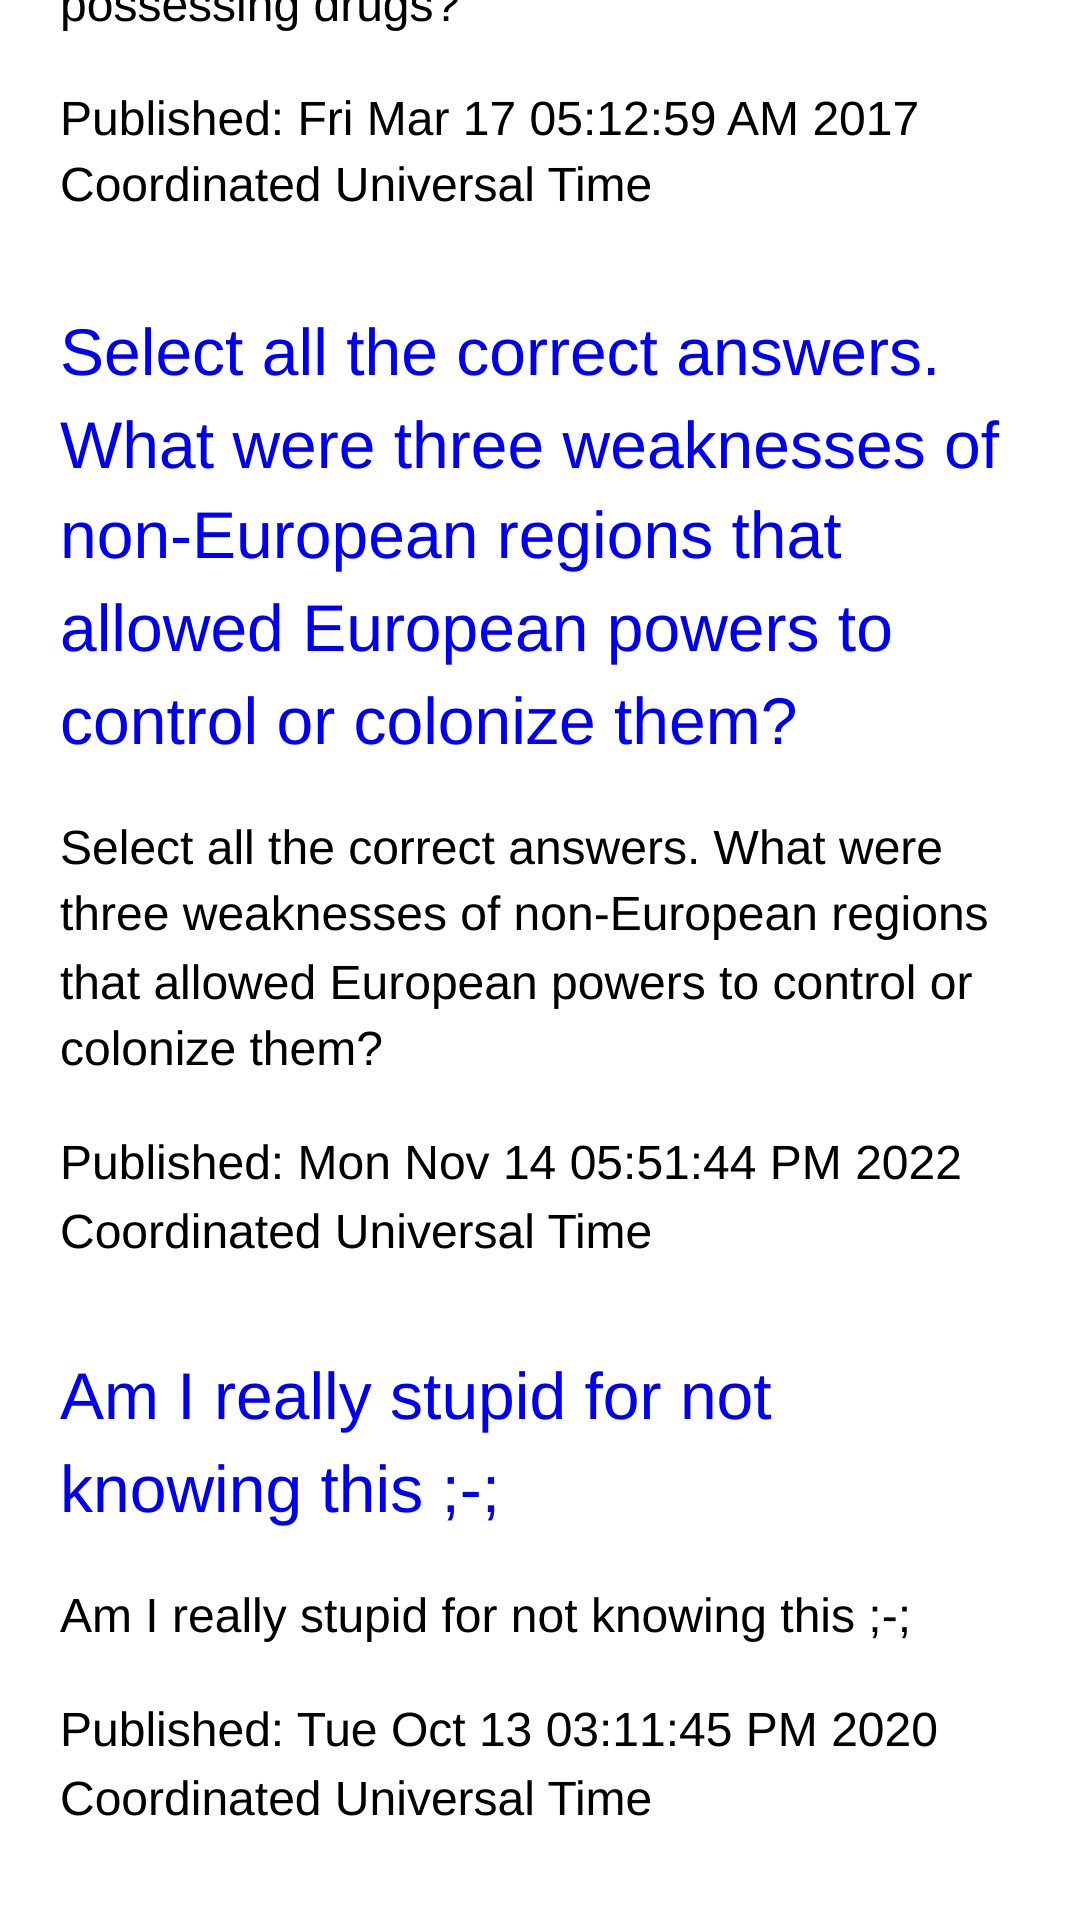 possessing drugs?
Published: Fri Mar 17 05:12:59 AM 2017
Coordinated Universal Time
Select all the correct answers.
What were three weaknesses of
non-European regions that
allowed European powers to
control or colonize them?
Select all the correct answers. What were
three weaknesses of non-European regions
that allowed European powers to control or
colonize them?
Published: Mon Nov 14 05:51:44 PM 2022
Coordinated Universal Time
Am I really stupid for not
knowing this ;-;
Am I really stupid for not knowing this ;-;
Published: Tue Oct 13 03:11:45 PM 2020
Coordinated Universal Time